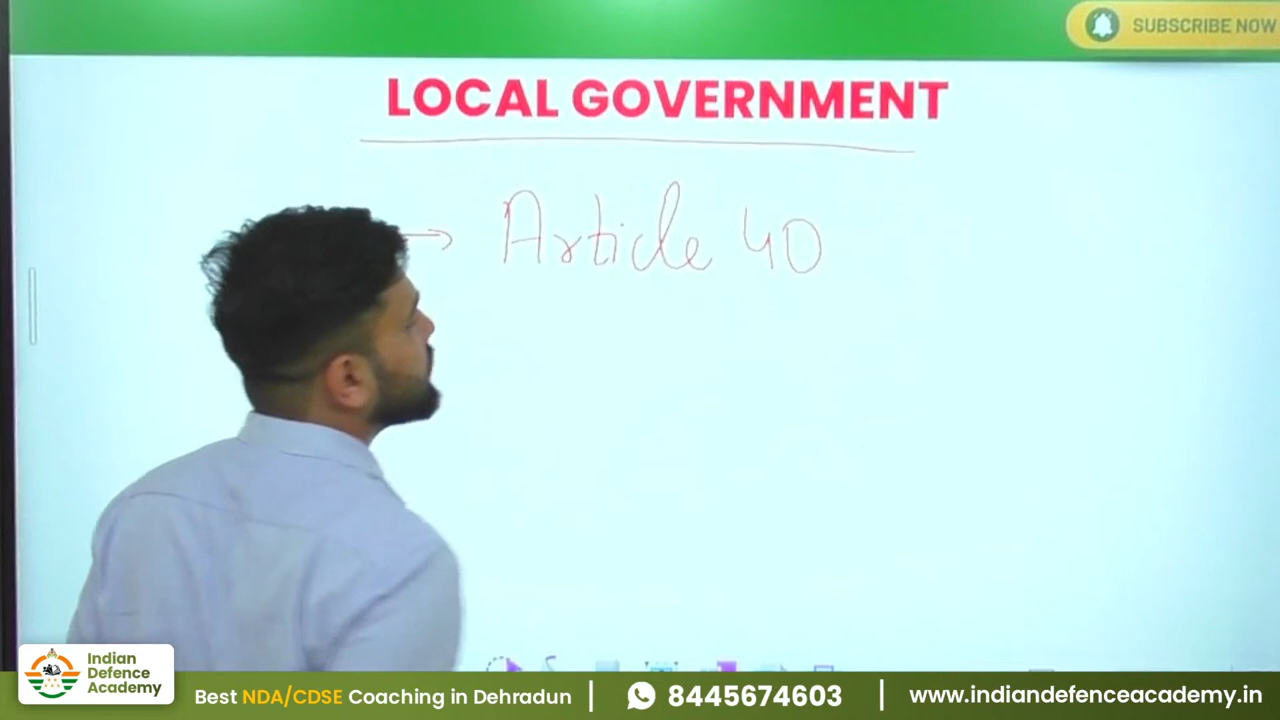 SUBSCRIBE NOW
LOCAL GOVERNMENT
→ Article 40
Indian
Defence
Academy
Best NDA/CDSE Coaching in Dehradun | 8445674603 | www.indiandefenceacademy.in